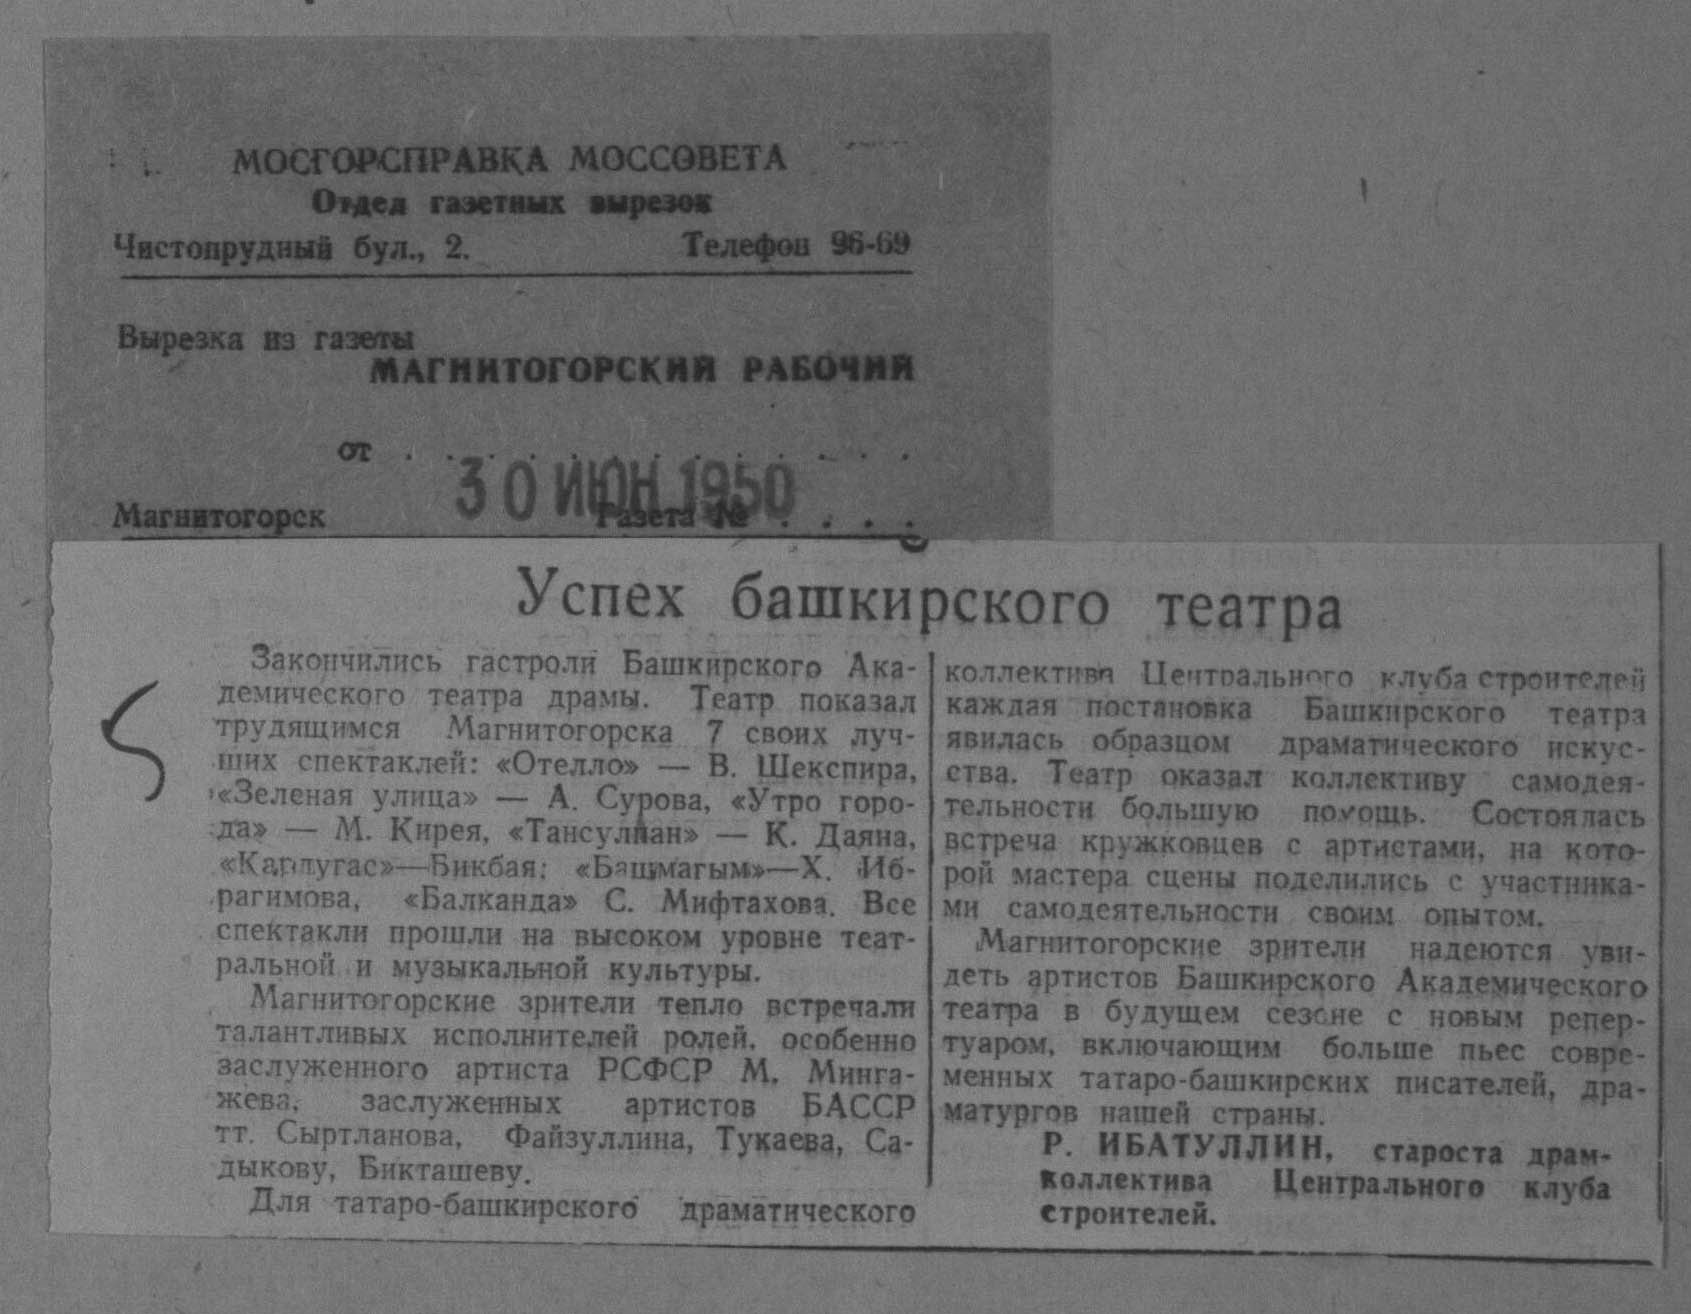 МОСГОРСПРАВКА МОССОВЕТА
Отдел газетных вырезок
Чистопрудный бул., 2. Телефон 96-69
Вырезка из газеты
МАГНИТОГОРСКИЙ РАБОЧИЙ
от . . . . . . . . . . . . .
30 ИЮН 1950
Магнитогорск Газета № . . . .
Успех башкирского театра
Закончились гастроли Башкирского Ака-
демического театра драмы. Театр показал
трудящимся Магнитогорска 7 своих луч-
ших спектаклей: «Отелло» — В. Шекспира,
«Зеленая улица» — А. Сурова, «Утро горо-
да» — М. Кирея, «Тансулпан» — К. Даяна,
«Карлугас»—Бикбая; «Башмагым»—Х. Иб-
рагимова, «Балканда» С. Мифтахова. Все
спектакли прошли на высоком уровне теат-
ральной и музыкальной культуры.
Магнитогорские зрители тепло встречали
талантливых исполнителей ролей, особенно
заслуженного артиста РСФСР М. Минга-
жева, заслуженных артистов БАССР
тт. Сыртланова, Файзуллина, Тукаева, Са-
дыкову, Бикташеву.
Для татаро-башкирского драматического
коллектива Центрального клуба строителей
каждая постановка Башкирского театра
явилась образцом драматического искус-
ства. Театр оказал коллективу самодея-
тельности большую помощь. Состоялась
встреча кружковцев с артистами, на кото-
рой мастера сцены поделились с участника-
ми самодеятельности своим опытом.
Магнитогорские зрители надеются уви-
деть артистов Башкирского Академического
театра в будущем сезоне с новым репер-
туаром, включающим больше пьес совре-
менных татаро-башкирских писателей, дра-
матургов нашей страны.
Р. ИБАТУЛЛИН, староста драм-
коллектива Центрального клуба
строителей.